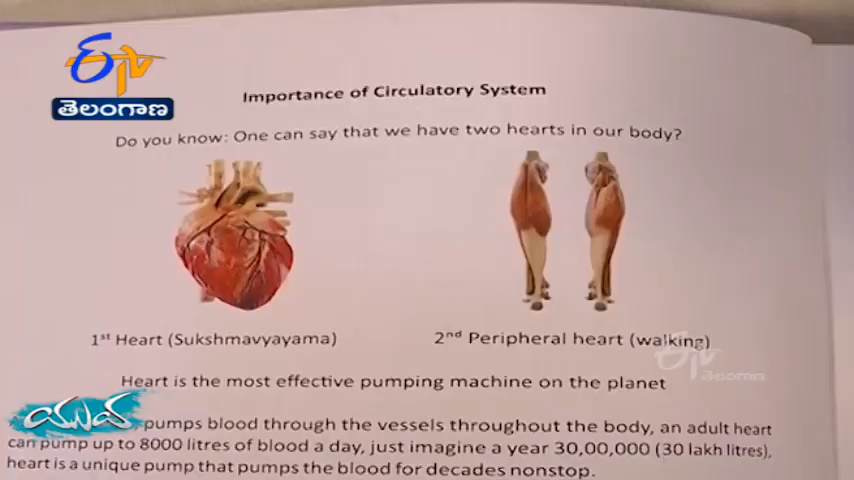 ETV
తెలంగాణ
Importance of Circulatory System
Do you know: One can say that we have two hearts in our body?
1st Heart (Sukshmavyayama)
2nd Peripheral heart (walking)
ETV
తెలంగాణ
Heart is the most effective pumping machine on the planet
యువ
pumps blood through the vessels throughout the body, an adult heart
can pump up to 8000 litres of blood a day, just imagine a year 30,00,000 (30 lakh litres),
heart is a unique pump that pumps the blood for decades nonstop.